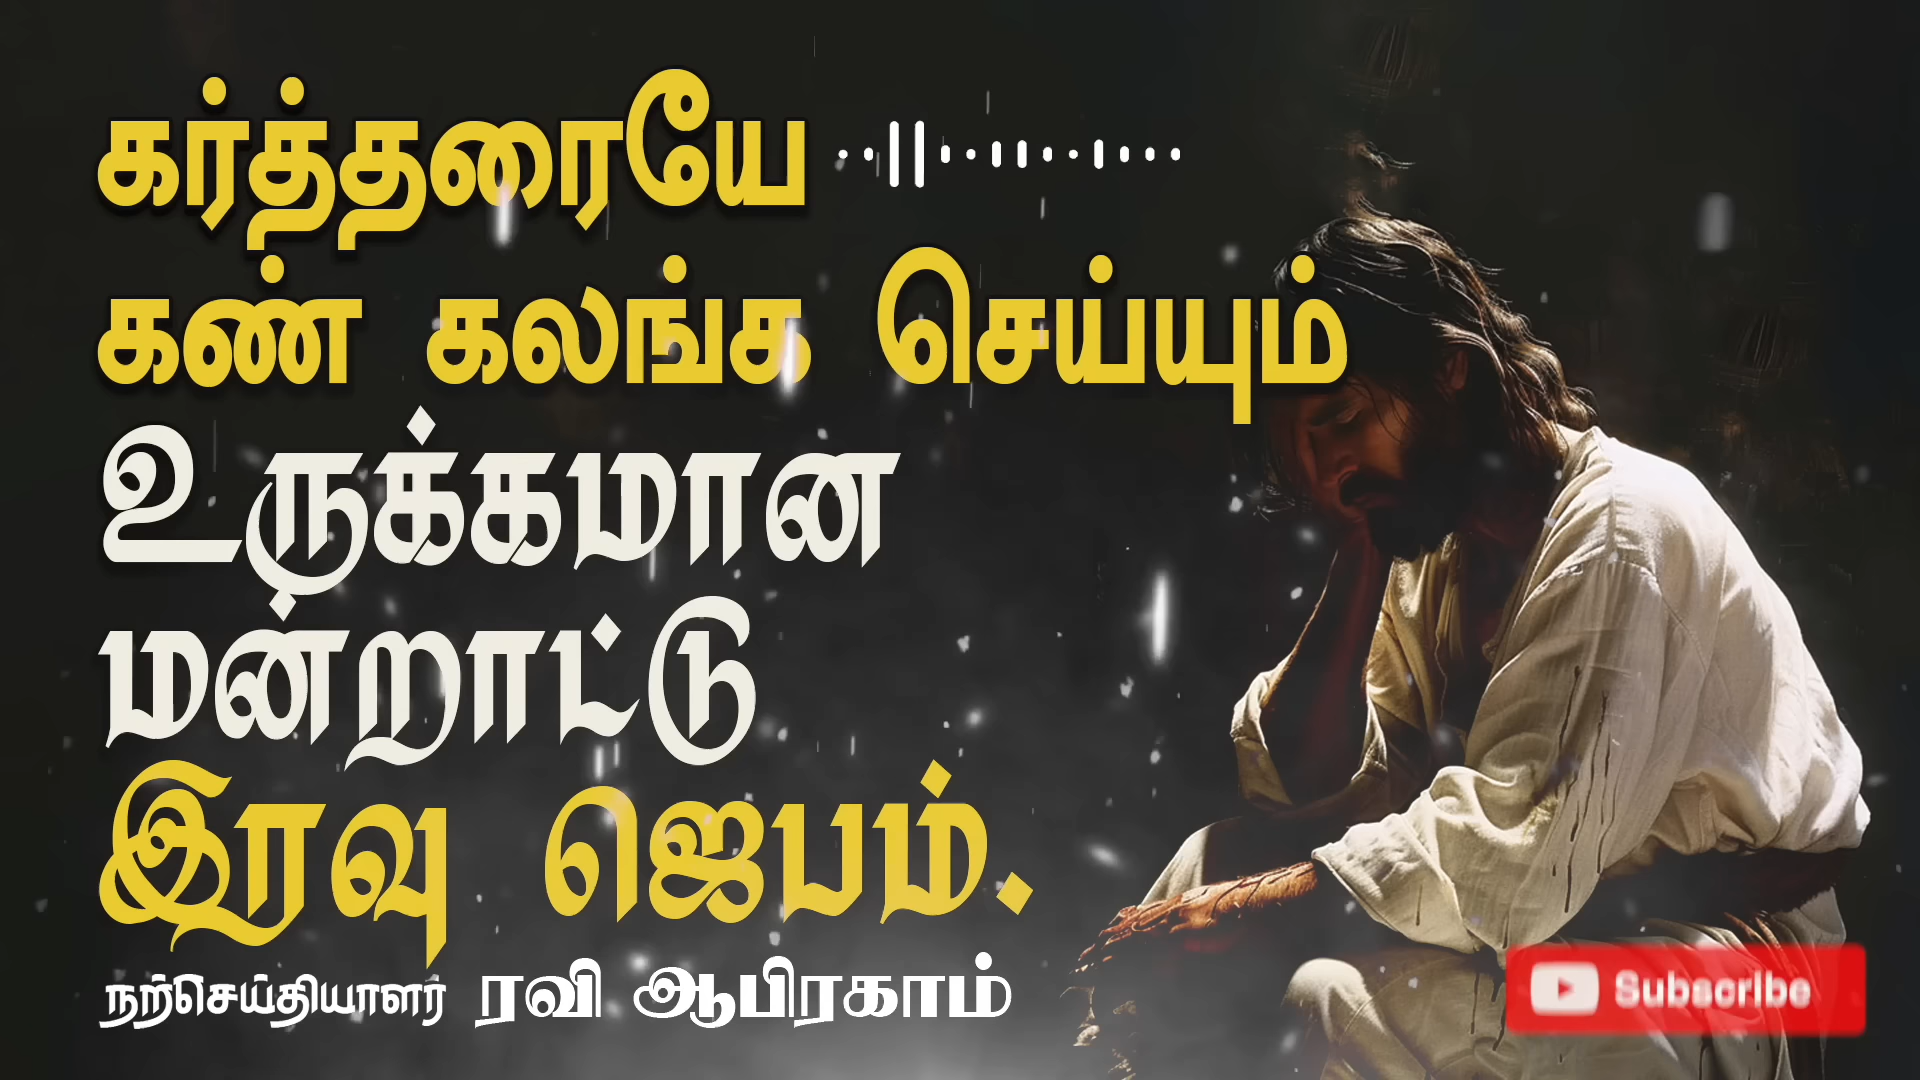 கர்த்தரையே
கண் கலங்க செய்யும்
உருக்கமான
மன்றாட்டு
இரவு ஜெபம்.
நற்செய்தியாளர் ரவி ஆபிரகாம்
Subscribe